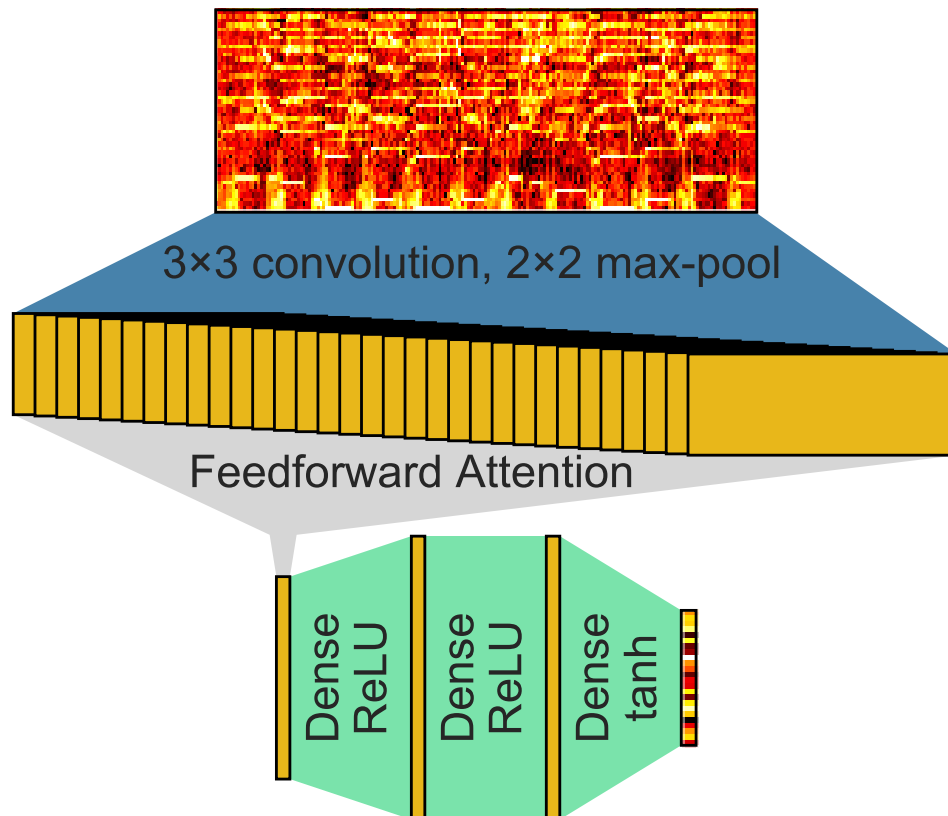 3×3 convolution, 2×2 max-pool
Feedforward Attention
Dense
ReLU
Dense
ReLU
Dense
tanh